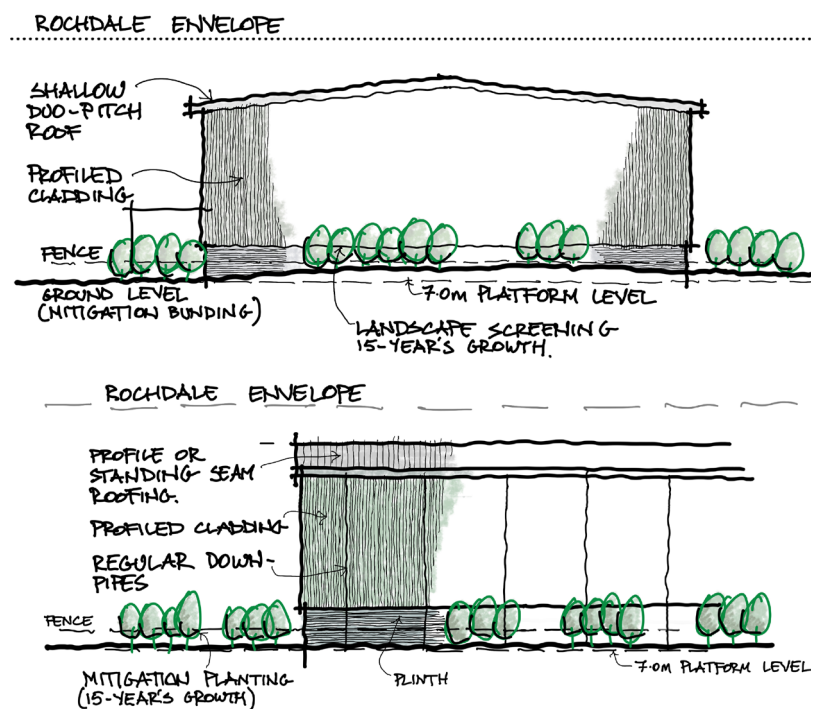 ROCHDALE ENVELOPE
SHALLOW
DUO-PITCH
ROOF
PROFILED
CLADDING
FENCE
GROUND LEVEL
(MITIGATION BUNDING)
7.0m PLATFORM LEVEL
LANDSCAPE SCREENING
15-YEAR'S GROWTH.
ROCHDALE ENVELOPE
PROFILE OR
STANDING SEAM
ROOFING.
PROFILED CLADDING
REGULAR DOWN-
PIPES
FENCE
MITIGATION PLANTING
(15-YEAR'S GROWTH)
PLINTH
7.0m PLATFORM LEVEL